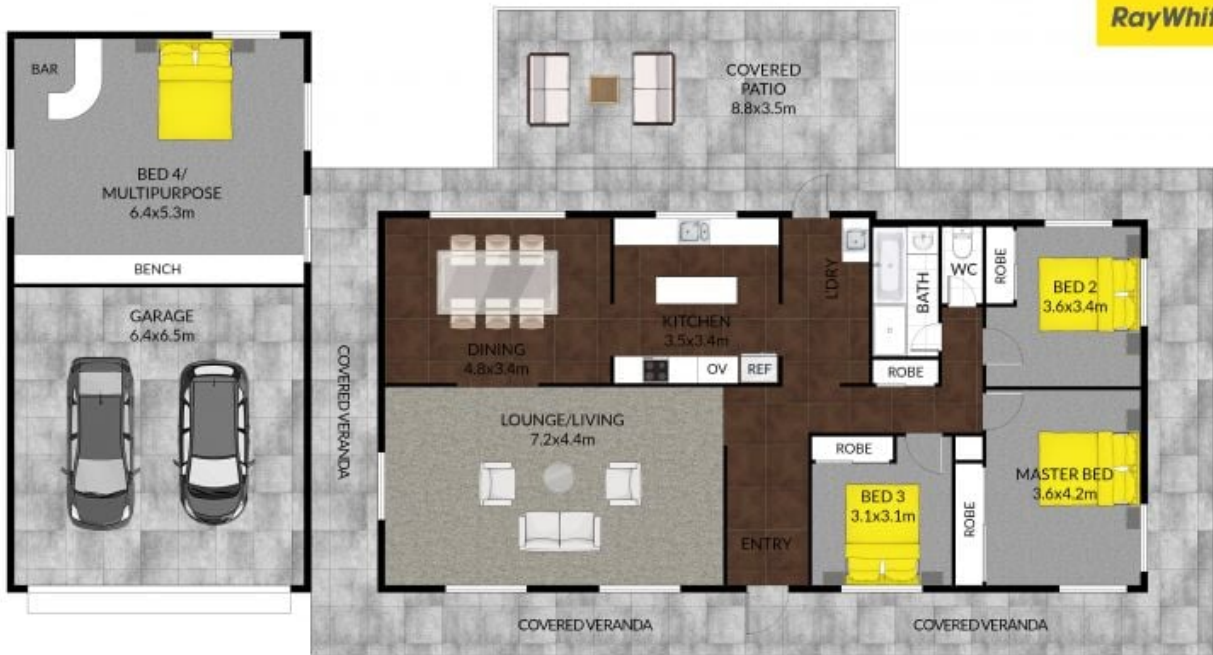 RayWhit
BAR
BED 4/
MULTIPURPOSE
6.4x5.3m
BENCH
GARAGE
6.4x6.5m
COVERED
PATIO
8.8x3.5m
COVERED VERANDA
DINING
4.8x3.4m
KITCHEN
3.5x3.4m
OV
REF
L'DRY
BATH
WC
ROBE
BED 2
3.6x3.4m
ROBE
LOUNGE/LIVING
7.2x4.4m
ENTRY
ROBE
BED 3
3.1x3.1m
ROBE
MASTER BED
3.6x4.2m
COVERED VERANDA
COVERED VERANDA